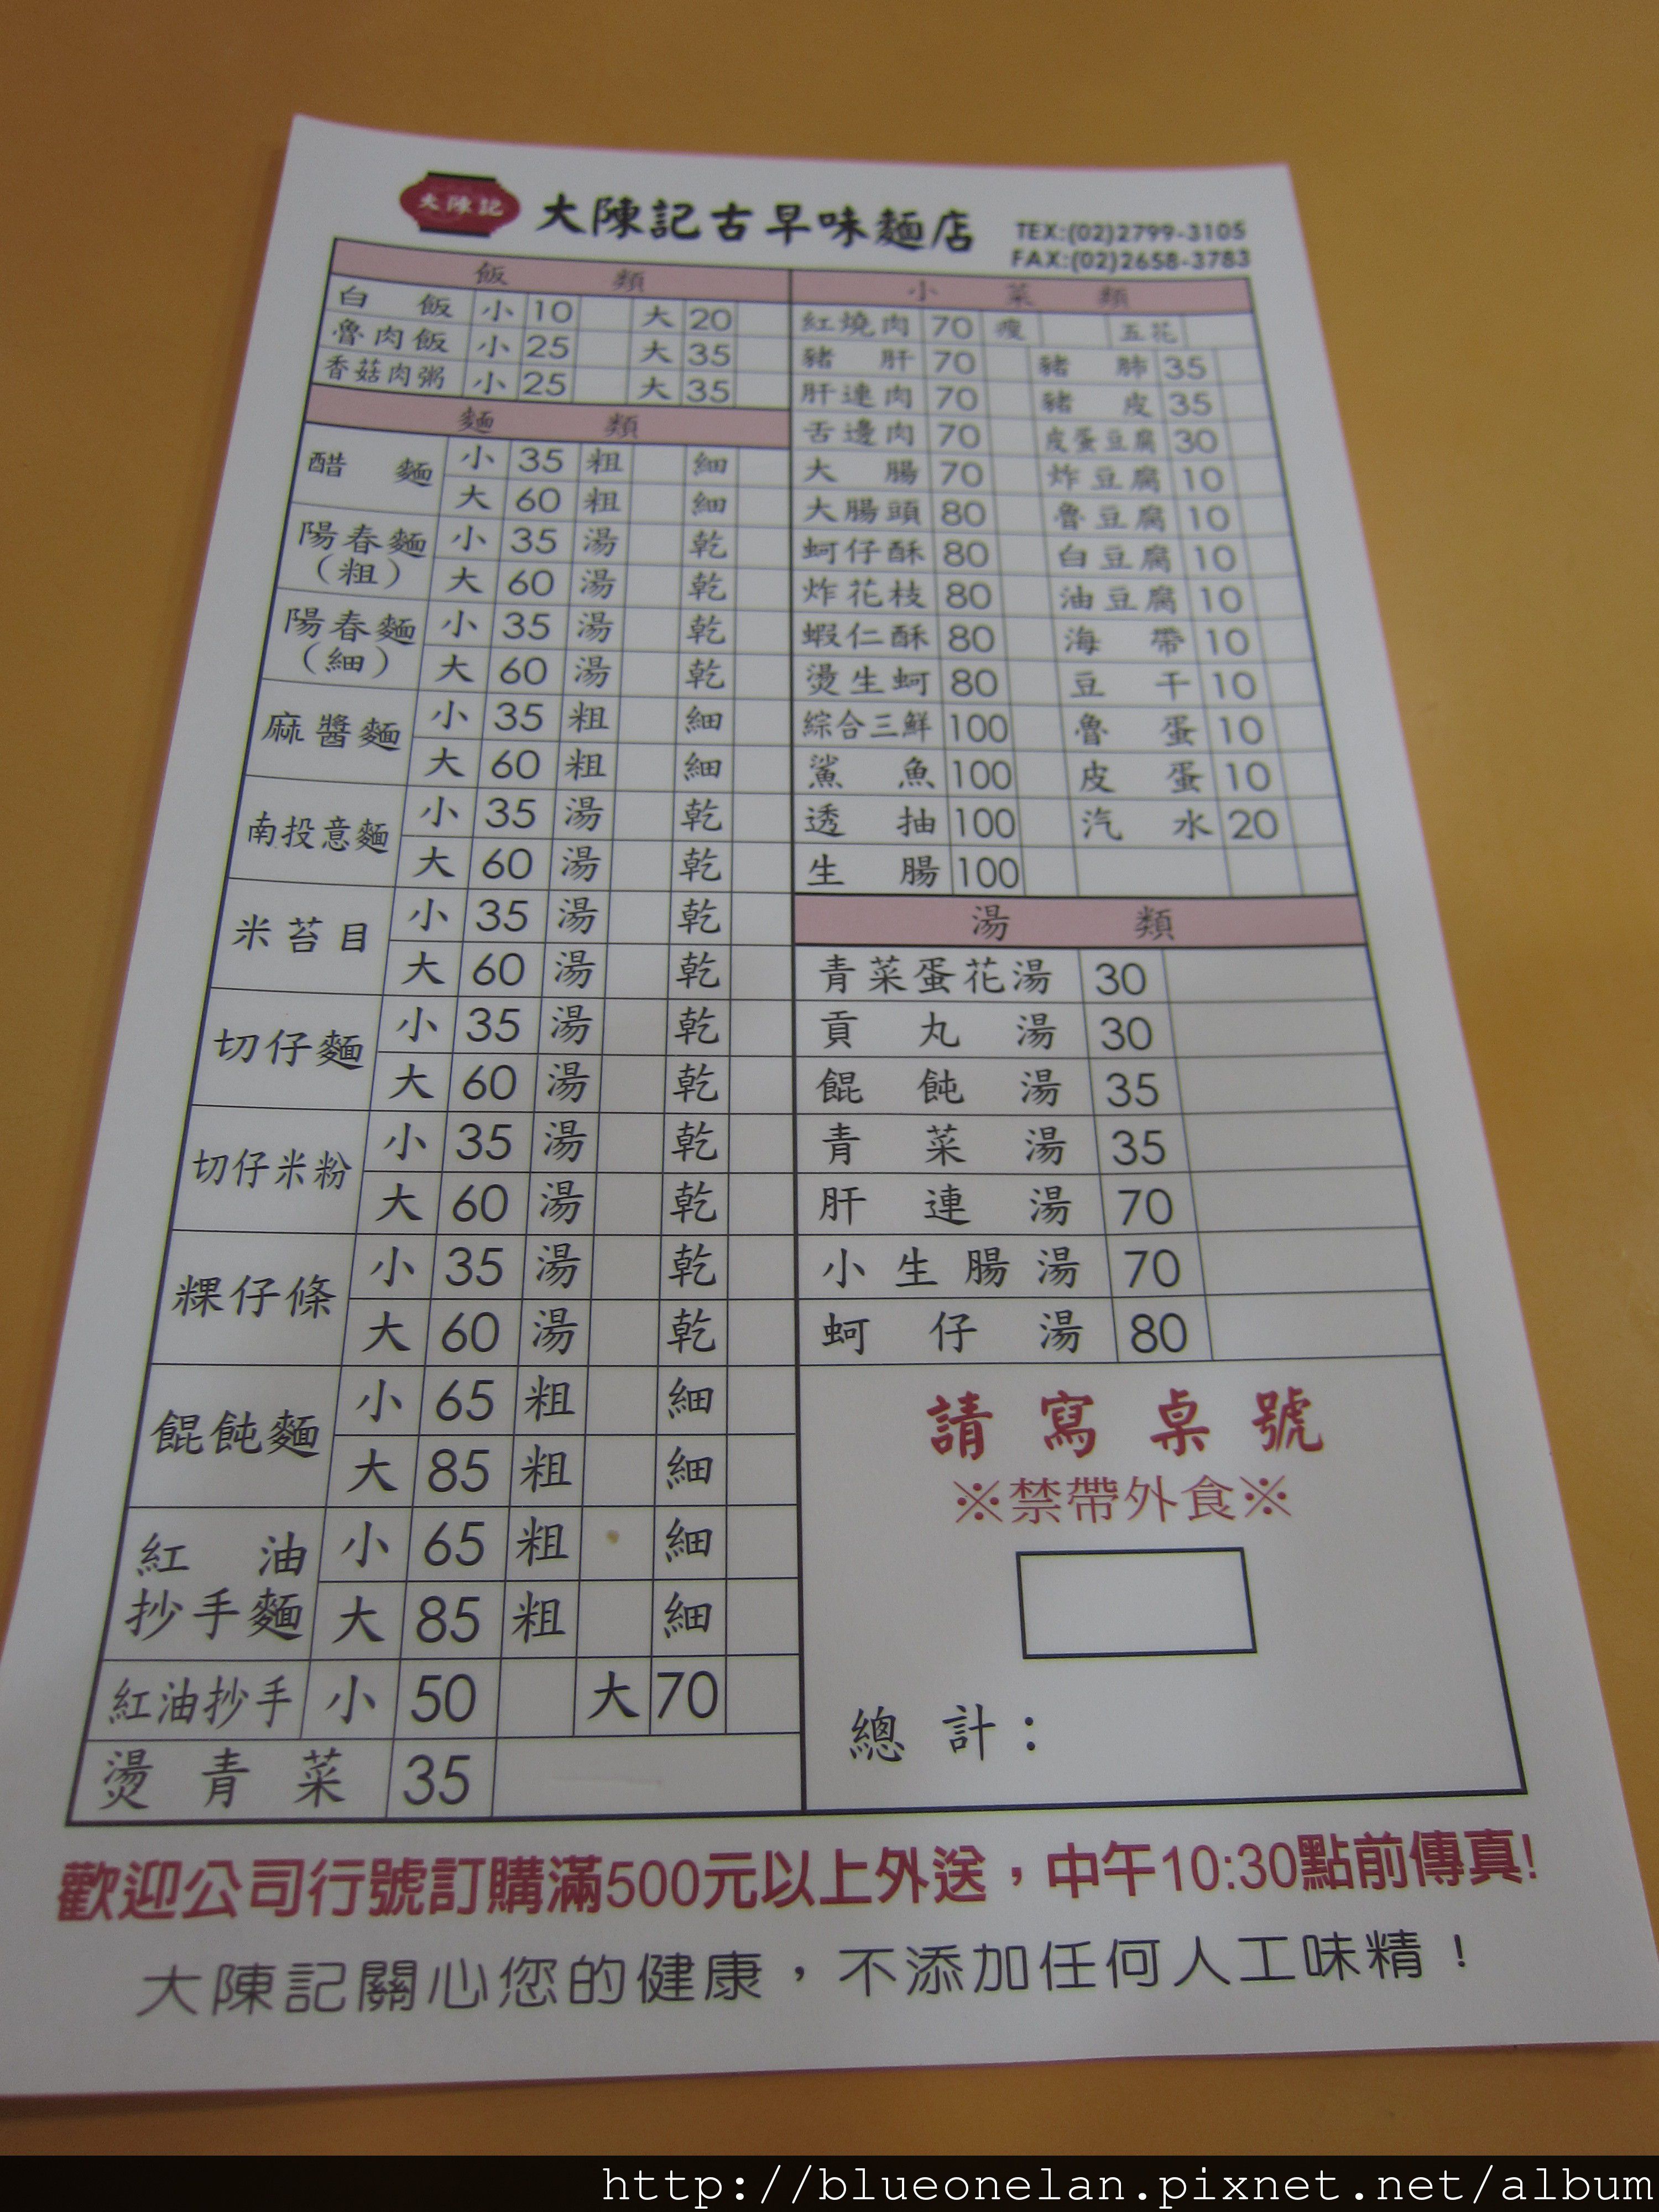 大陳記
大陳記古早味麵店
TEX:(02)2799-3105
FAX:(02)2658-3783
飯 類
白飯 小 10 大 20
魯肉飯 小 25 大 35
香菇肉粥 小 25 大 35
麵 類
醋麵 小 35 粗 細
大 60 粗 細
陽春麵(粗) 小 35 湯 乾
大 60 湯 乾
陽春麵(細) 小 35 湯 乾
大 60 湯 乾
麻醬麵 小 35 粗 細
大 60 粗 細
南投意麵 小 35 湯 乾
大 60 湯 乾
米苔目 小 35 湯 乾
大 60 湯 乾
切仔麵 小 35 湯 乾
大 60 湯 乾
切仔米粉 小 35 湯 乾
大 60 湯 乾
粿仔條 小 35 湯 乾
大 60 湯 乾
餛飩麵 小 65 粗 細
大 85 粗 細
紅油抄手麵 小 65 粗 細
大 85 粗 細
紅油抄手 小 50 大 70
燙青菜 35
小 菜 類
紅燒肉 70 瘦 五花
豬肝 70 豬肺 35
肝連肉 70 豬皮 35
舌邊肉 70 皮蛋豆腐 30
大腸 70 炸豆腐 10
大腸頭 80 魯豆腐 10
蚵仔酥 80 白豆腐 10
炸花枝 80 油豆腐 10
蝦仁酥 80 海帶 10
燙生蚵 80 豆干 10
綜合三鮮 100 魯蛋 10
鯊魚 100 皮蛋 10
透抽 100 汽水 20
生腸 100
湯 類
青菜蛋花湯 30
貢丸湯 30
餛飩湯 35
青菜湯 35
肝連湯 70
小生腸湯 70
蚵仔湯 80
請寫桌號
※禁帶外食※
總計:
歡迎公司行號訂購滿500元以上外送，中午10:30點前傳真!
大陳記關心您的健康，不添加任何人工味精！
http://blueonelan.pixnet.net/album